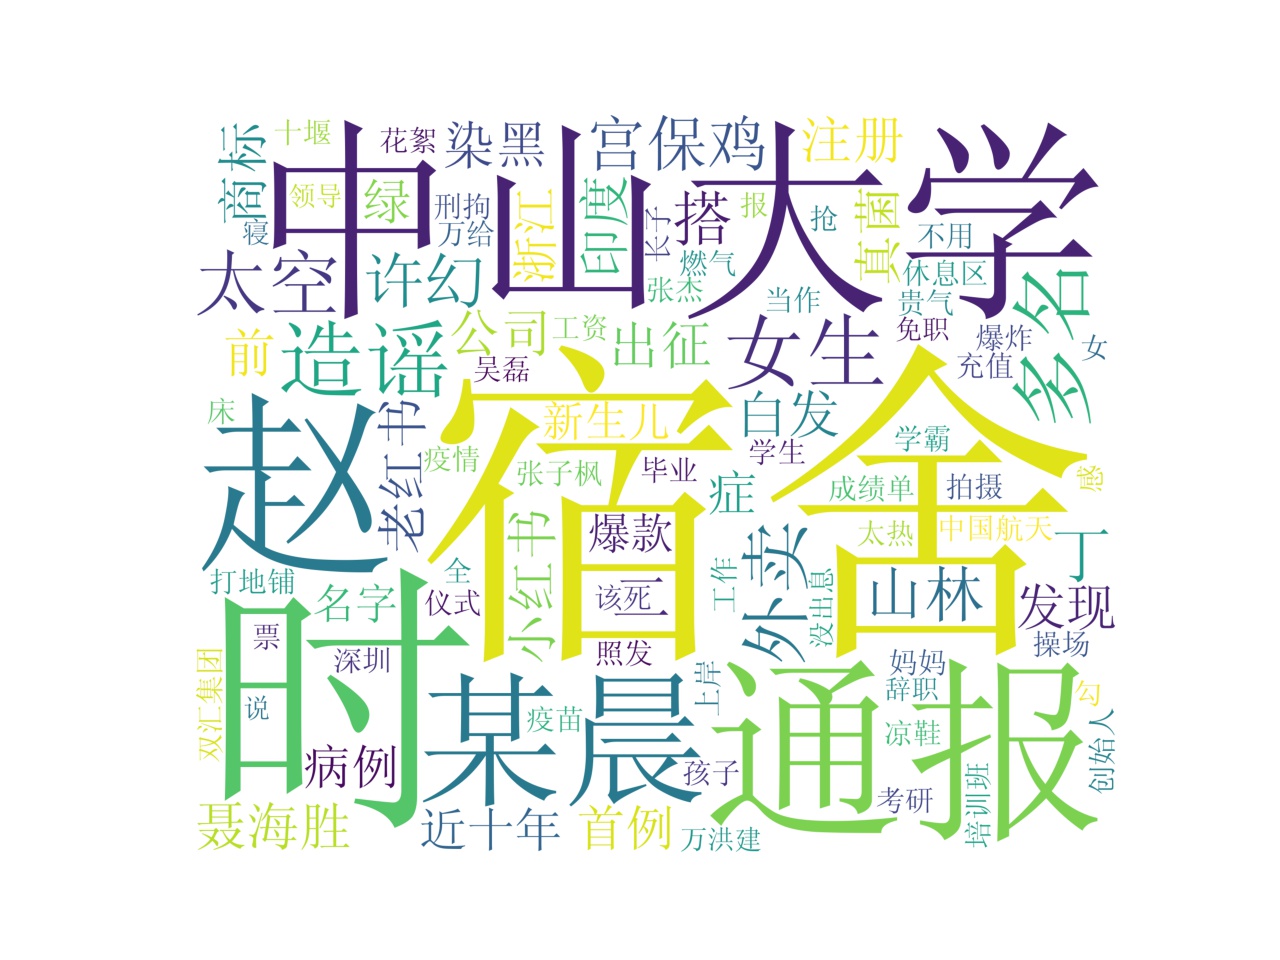 十堰
花絮
染黑
宫保鸡
注册
商标
中山大学
领导
绿
刑拘
万给
浙江
印度
长子
搭
报
抢
真菌
不用
寝
太空
许幻
张杰
燃气
当作
休息区
贵气
多名
前
造谣
公司
工资
吴磊
出征
女生
免职
爆炸
充值
女
床
赵
老红书
疫情
宿舍
新生儿
张子枫
毕业
白发
学生
学霸
症
成绩单
拍摄
感
爆款
外卖
太热
中国航天
丁
打地铺
名字
全
仪式
小红书
二
该死
工作
没出息
山林
发现
时
票
深圳
照发
操场
双汇集团
说
病例
某晨
疫苗
上岸
孩子
通报
妈妈
辞职
凉鞋
勾
创始人
聂海胜
近十年
首例
万洪建
考研
培训班